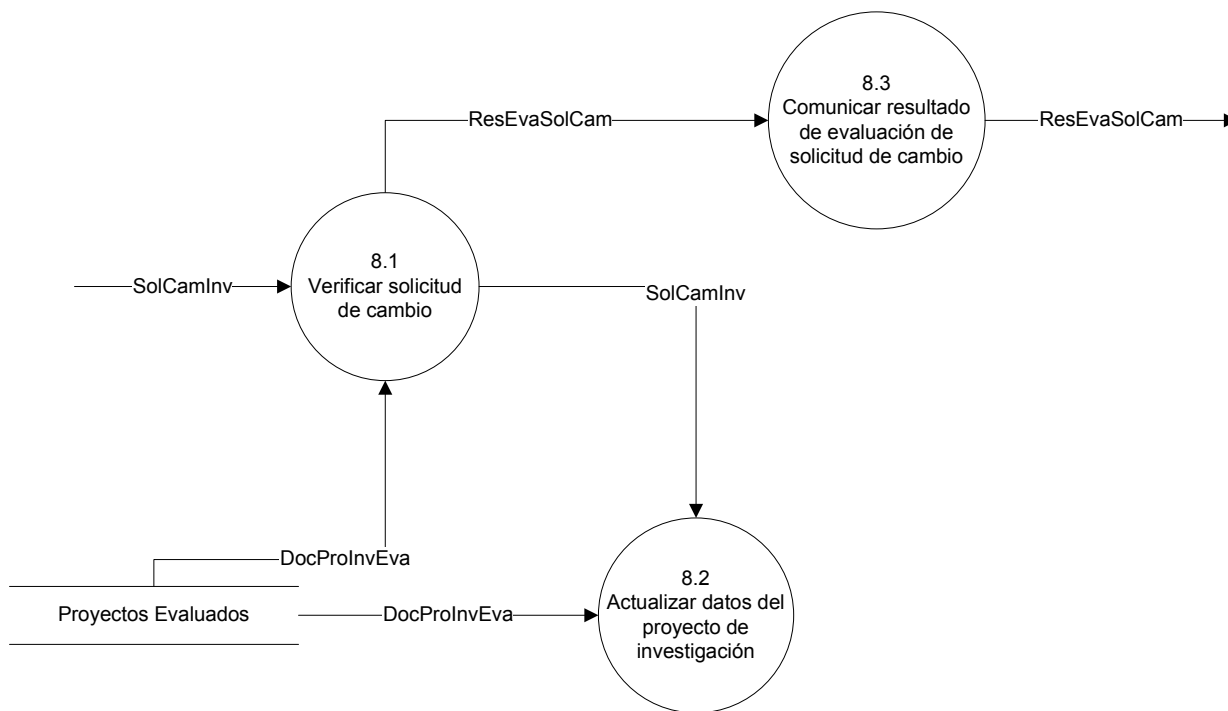 8.3
Comunicar resultado
de evaluación de
solicitud de cambio
ResEvaSolCam
ResEvaSolCam
8.1
Verificar solicitud
de cambio
SolCamInv
SolCamInv
DocProInvEva
Proyectos Evaluados
DocProInvEva
8.2
Actualizar datos del
proyecto de
investigación